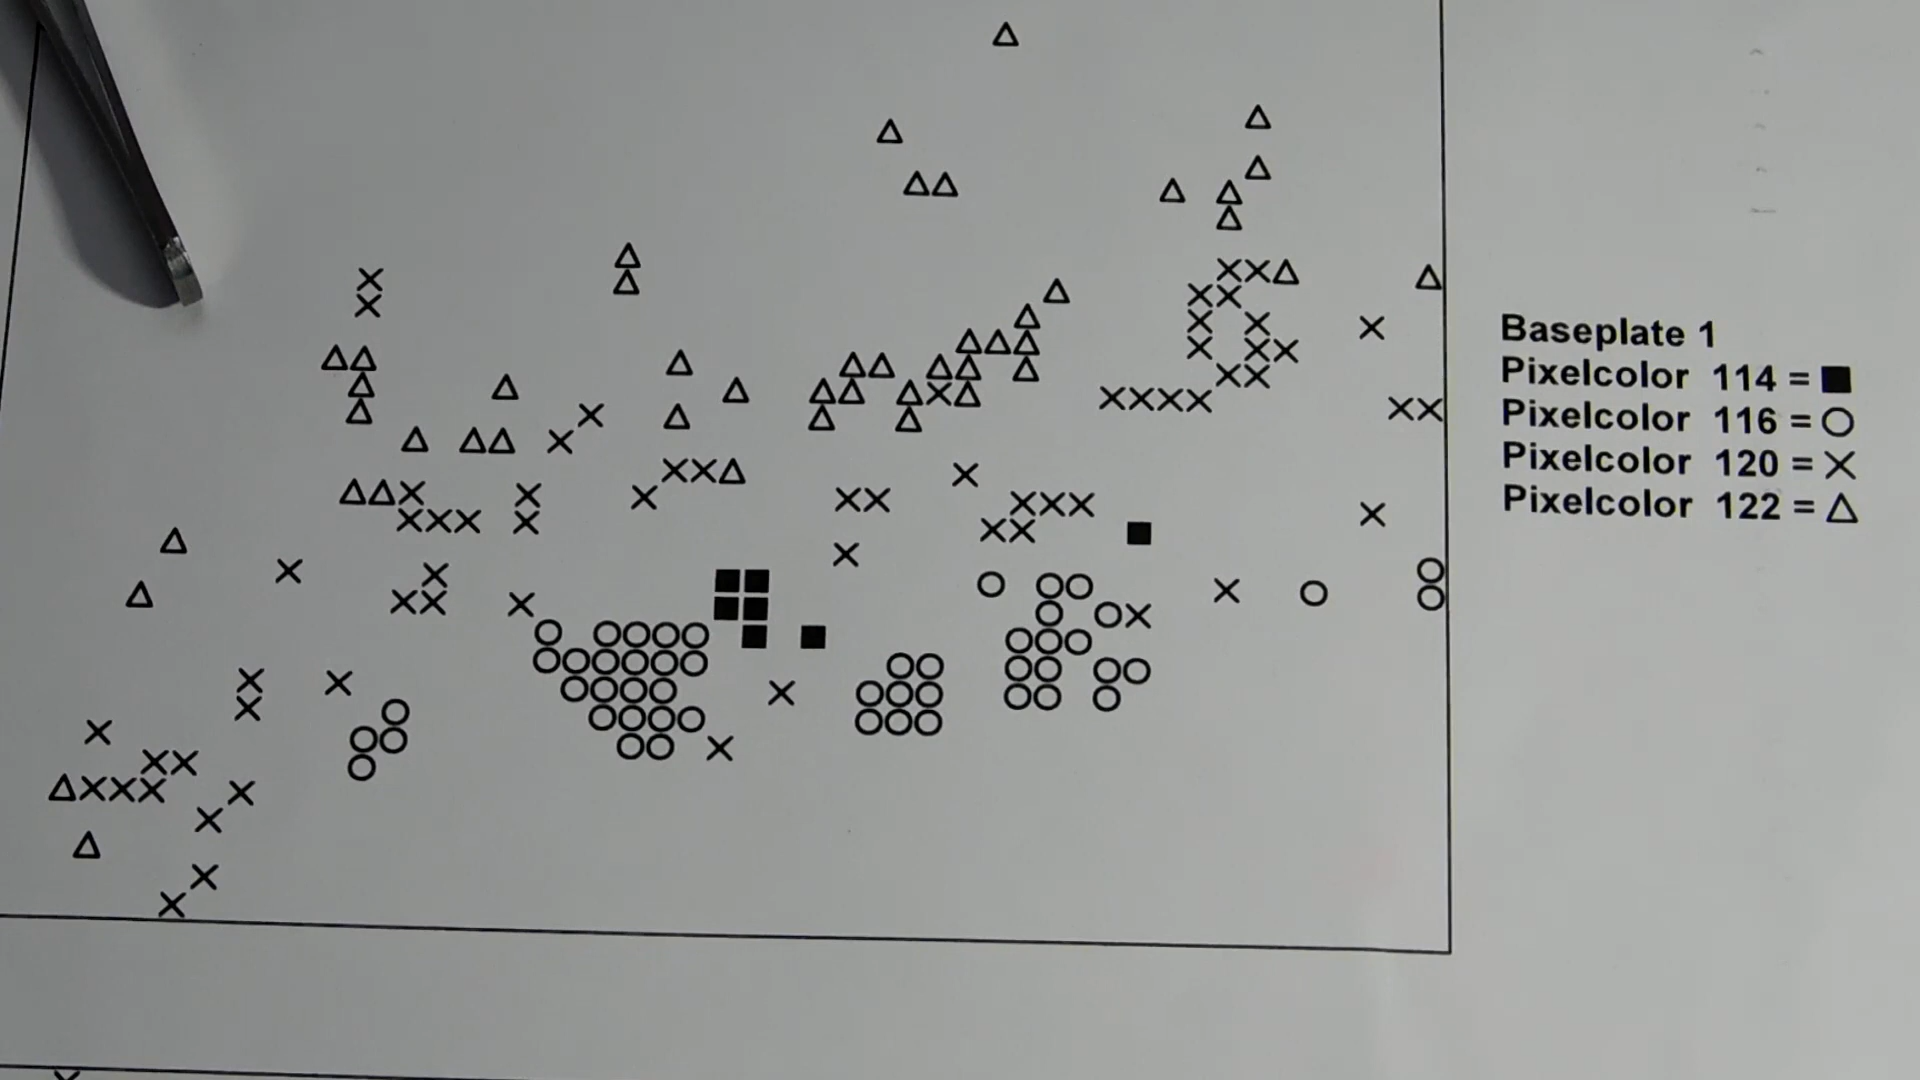 Baseplate 1
Pixelcolor 114 = ■
Pixelcolor 116 = ○
Pixelcolor 120 = ×
Pixelcolor 122 = △